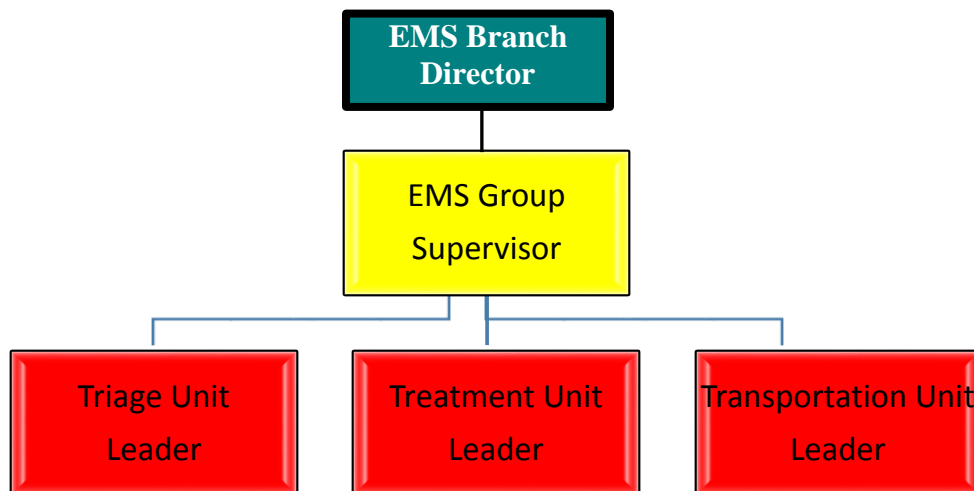 EMS Branch
Director
EMS Group
Supervisor
Triage Unit
Leader
Treatment Unit
Leader
Transportation Unit
Leader